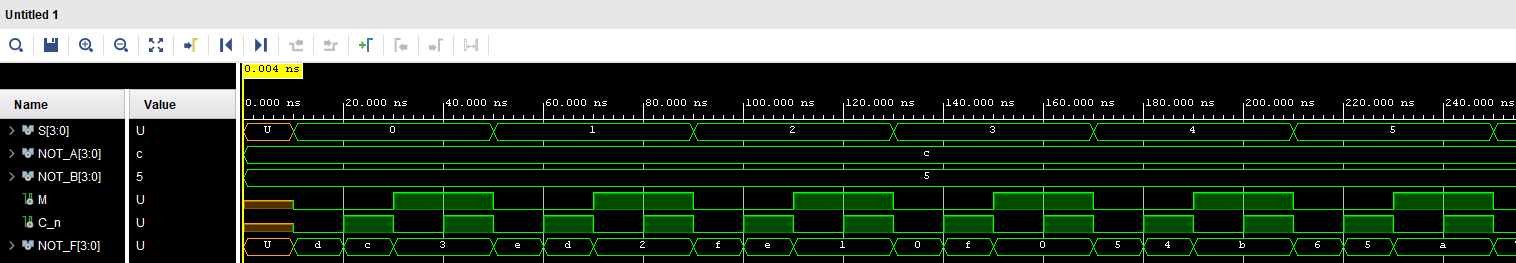 Untitled 1
0.004 ns
Name Value 0.000 ns 20.000 ns 40.000 ns 60.000 ns 80.000 ns 100.000 ns 120.000 ns 140.000 ns 160.000 ns 180.000 ns 200.000 ns 220.000 ns 240.000 ns
S[3:0] U U 0 1 2 3 4 5
NOT_A[3:0] c c
NOT_B[3:0] 5 5
M U
C_n U
NOT_F[3:0] U U d c 3 e d 2 f e 1 0 f 0 5 4 b 6 5 a